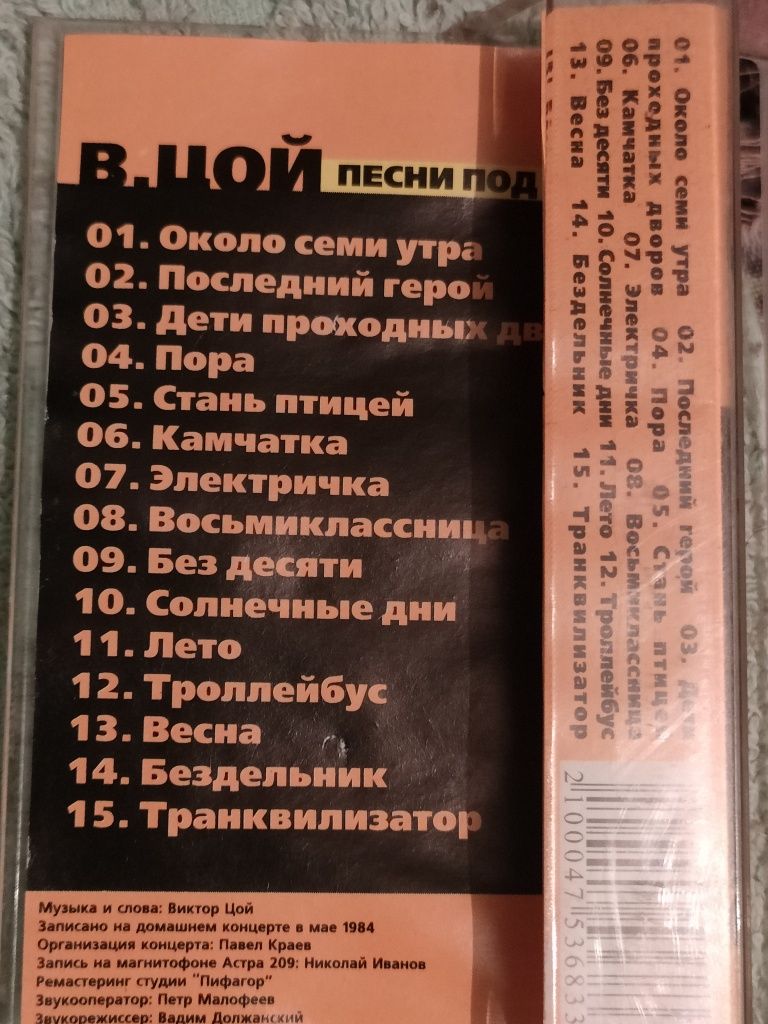 В.ЦОЙ ПЕСНИ ПОД
01. Около семи утра
02. Последний герой
03. Дети проходных дв
04. Пора
05. Стань птицей
06. Камчатка
07. Электричка
08. Восьмиклассница
09. Без десяти
10. Солнечные дни
11. Лето
12. Троллейбус
13. Весна
14. Бездельник
15. Транквилизатор
Музыка и слова: Виктор Цой
Записано на домашнем концерте в мае 1984
Организация концерта: Павел Краев
Запись на магнитофоне Астра 209: Николай Иванов
Ремастеринг студии "Пифагор"
Звукооператор: Петр Малофеев
Звукорежиссер: Вадим Должанский
01. Около семи утра 02. Последний герой 03. Дети
проходных дворов 04. Пора 05. Стань птицей
06. Камчатка 07. Электричка 08. Восьмиклассница
09. Без десяти 10. Солнечные дни 11. Лето 12. Троллейбус
13. Весна 14. Бездельник 15. Транквилизатор
2100047536833